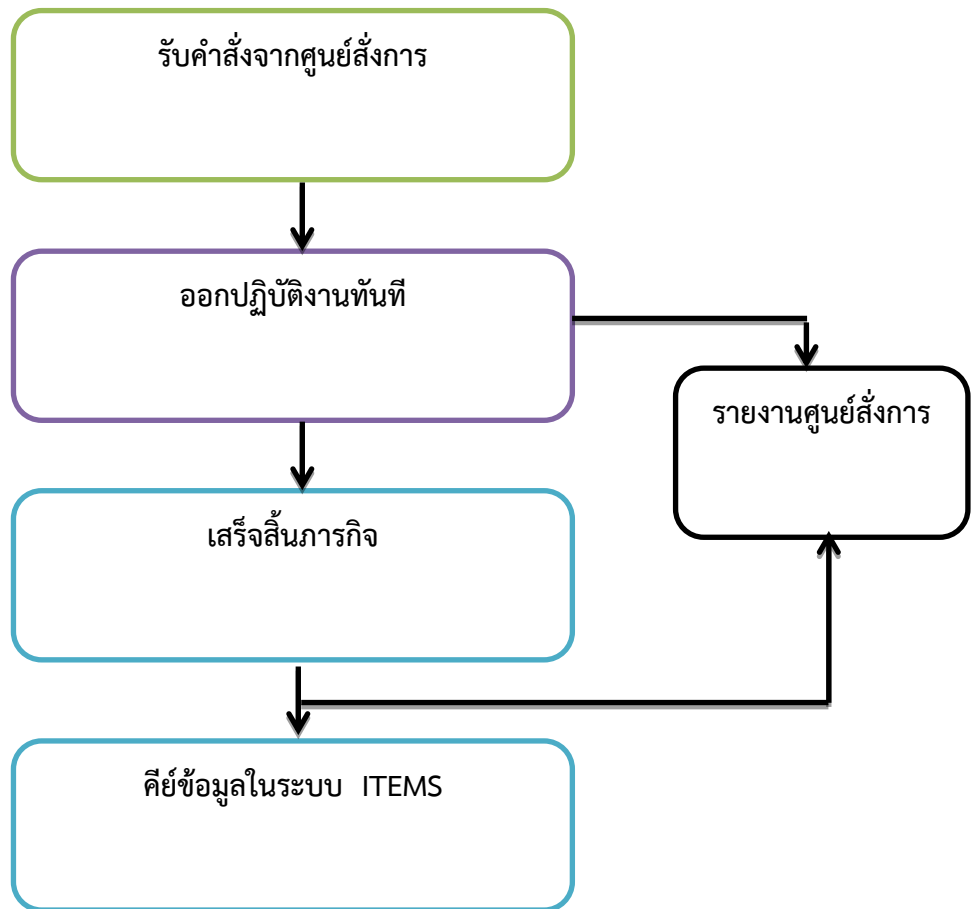 รับคำสั่งจากศูนย์สั่งการ
ออกปฏิบัติงานทันที
รายงานศูนย์สั่งการ
เสร็จสิ้นภารกิจ
คีย์ข้อมูลในระบบ ITEMS